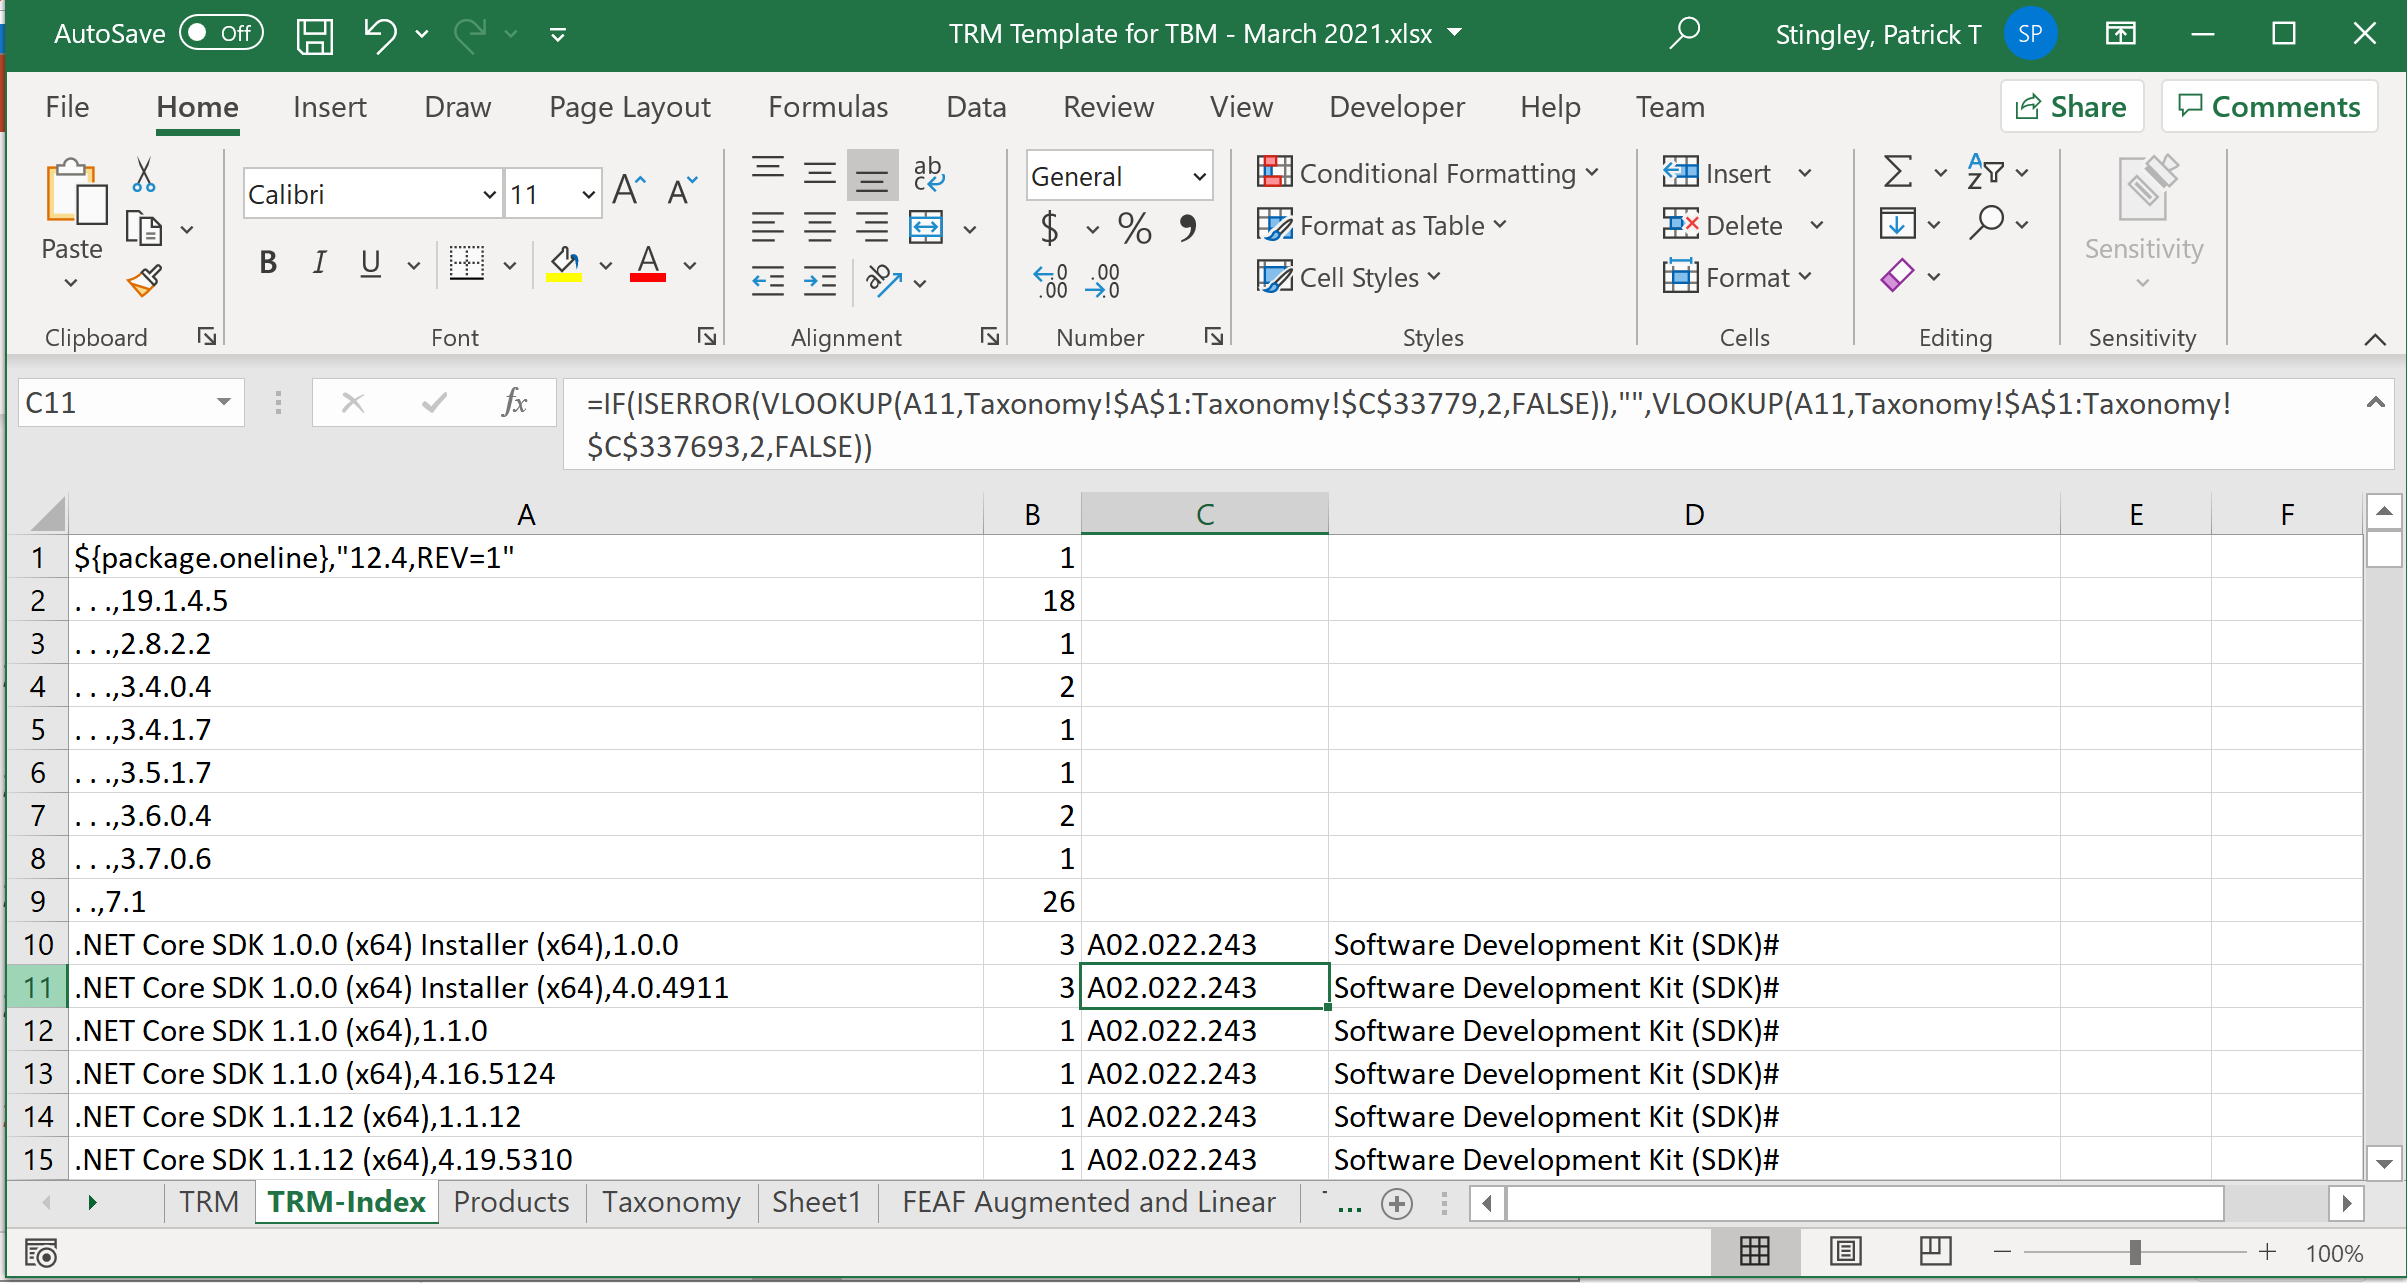 AutoSave Off TRM Template for TBM - March 2021.xlsx Stingley, Patrick T SP
File Home Insert Draw Page Layout Formulas Data Review View Developer Help Team Share Comments
Paste
Calibri 11
B I U A
ab
General
$ % 9
Conditional Formatting
Format as Table
Cell Styles
Insert
Delete
Format
Sensitivity
Clipboard Font Alignment Number Styles Cells Editing Sensitivity
C11 fx =IF(ISERROR(VLOOKUP(A11,Taxonomy!$A$1:Taxonomy!$C$33779,2,FALSE)),"",VLOOKUP(A11,Taxonomy!$A$1:Taxonomy!
$C$337693,2,FALSE))
A B C D E F
1 ${package.oneline},"12.4,REV=1" 1
2 . . .,19.1.4.5 18
3 . . .,2.8.2.2 1
4 . . .,3.4.0.4 2
5 . . .,3.4.1.7 1
6 . . .,3.5.1.7 1
7 . . .,3.6.0.4 2
8 . . .,3.7.0.6 1
9 . .,7.1 26
10 .NET Core SDK 1.0.0 (x64) Installer (x64),1.0.0 3 A02.022.243 Software Development Kit (SDK)#
11 .NET Core SDK 1.0.0 (x64) Installer (x64),4.0.4911 3 A02.022.243 Software Development Kit (SDK)#
12 .NET Core SDK 1.1.0 (x64),1.1.0 1 A02.022.243 Software Development Kit (SDK)#
13 .NET Core SDK 1.1.0 (x64),4.16.5124 1 A02.022.243 Software Development Kit (SDK)#
14 .NET Core SDK 1.1.12 (x64),1.1.12 1 A02.022.243 Software Development Kit (SDK)#
15 .NET Core SDK 1.1.12 (x64),4.19.5310 1 A02.022.243 Software Development Kit (SDK)#
TRM TRM-Index Products Taxonomy Sheet1 FEAF Augmented and Linear ...
100%